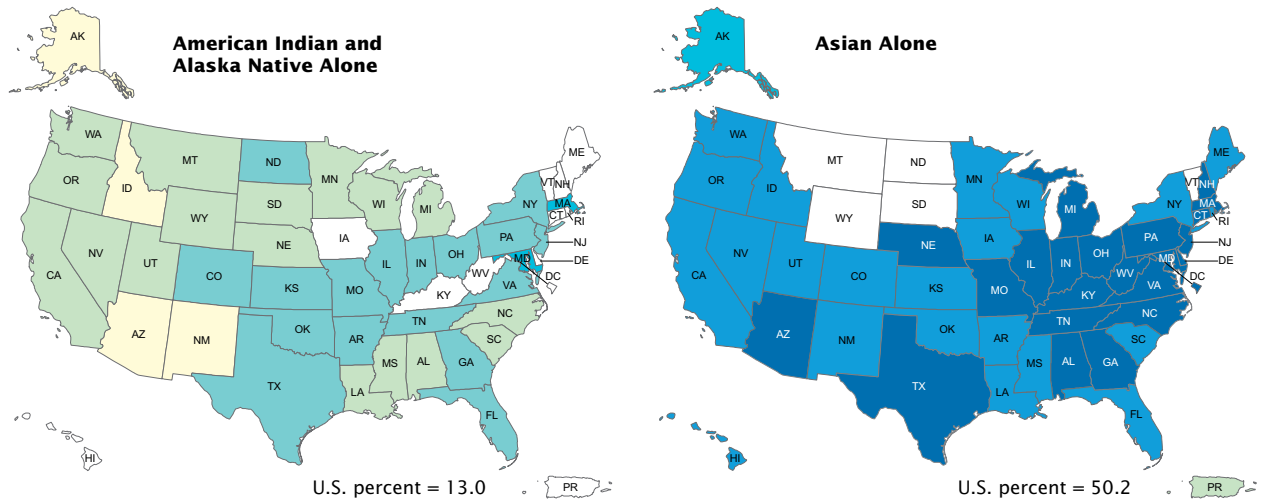 American Indian and
Alaska Native Alone
AK
WA
OR
CA
NV
ID
MT
WY
UT
AZ
CO
NM
ND
SD
NE
KS
OK
TX
MN
IA
MO
AR
LA
WI
IL
MI
IN
OH
KY
TN
MS
AL
GA
FL
SC
NC
VA
WV
PA
NY
ME
VT
NH
MA
CT
RI
NJ
DE
MD
DC
HI
PR
U.S. percent = 13.0
Asian Alone
AK
WA
OR
CA
NV
ID
MT
WY
UT
AZ
CO
NM
ND
SD
NE
KS
OK
TX
MN
IA
MO
AR
LA
WI
IL
MI
IN
OH
KY
TN
MS
AL
GA
FL
SC
NC
VA
WV
PA
NY
ME
VT
NH
MA
CT
RI
NJ
DE
MD
DC
HI
PR
U.S. percent = 50.2